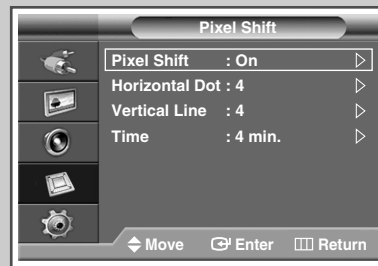 Pixel Shift
Pixel Shift : On
Horizontal Dot : 4
Vertical Line : 4
Time : 4 min.
Move Enter Return